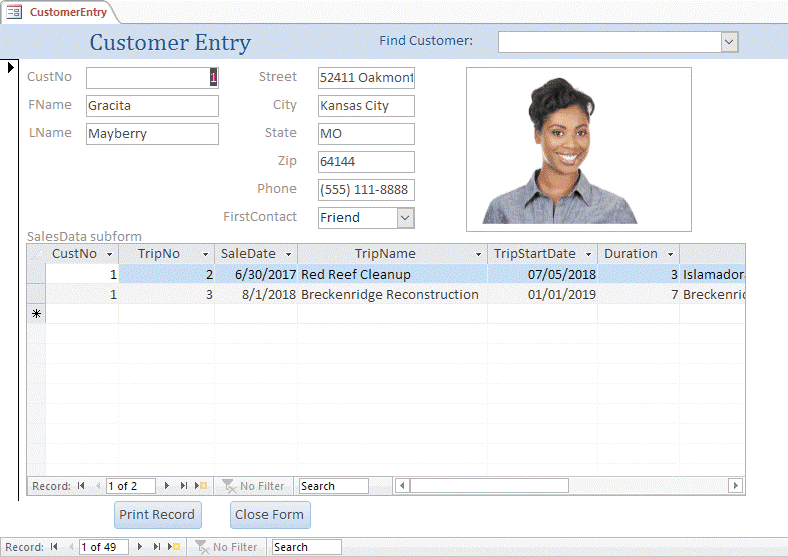 CustomerEntry
Customer Entry
Find Customer:
CustNo 1 Street 52411 Oakmont
FName Gracita City Kansas City
LName Mayberry State MO
Zip 64144
Phone (555) 111-8888
FirstContact Friend
SalesData subform
CustNo TripNo SaleDate TripName TripStartDate Duration
1 2 6/30/2017 Red Reef Cleanup 07/05/2018 3 Islamadora
1 3 8/1/2018 Breckenridge Reconstruction 01/01/2019 7 Breckenrid
Record: 1 of 2 No Filter Search
Print Record Close Form
Record: 1 of 49 No Filter Search